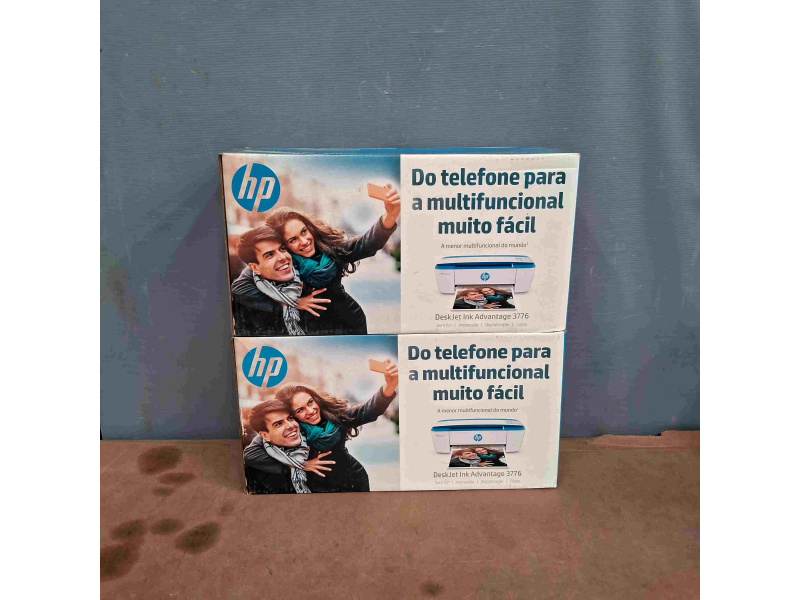 hp
Do telefone para
a multifuncional
muito fácil
A menor multifuncional do mundo¹
hp
DeskJet Ink Advantage 3776
hp
Do telefone para
a multifuncional
muito fácil
A menor multifuncional do mundo¹
hp
DeskJet Ink Advantage 3776